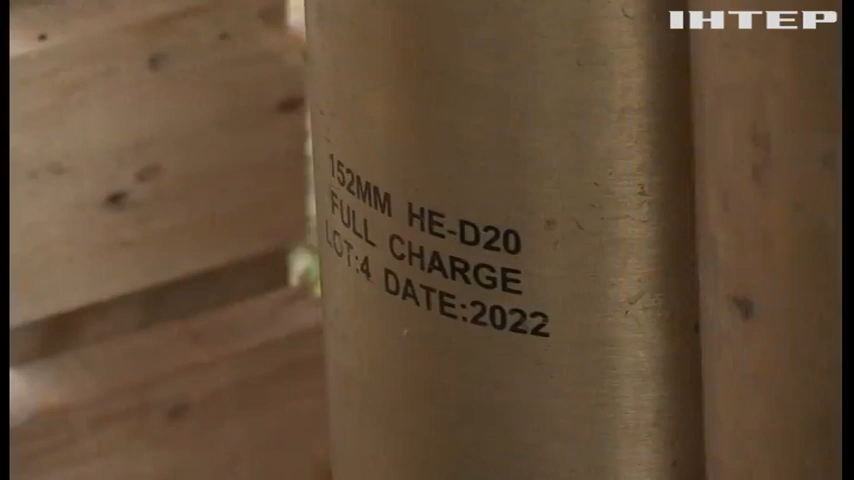 ІНТЕР
152MM HE-D20
FULL CHARGE
LOT:4 DATE:2022